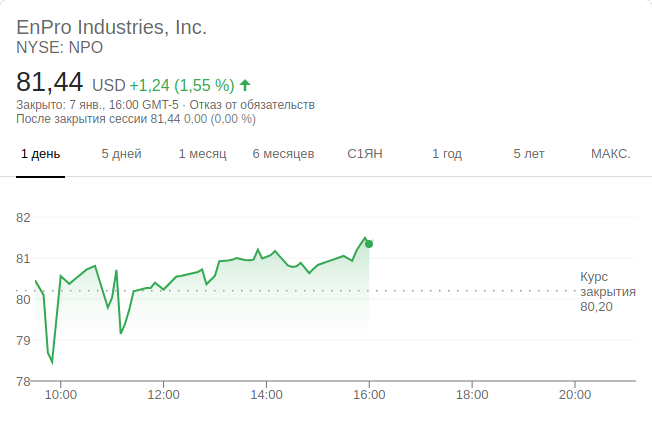 EnPro Industries, Inc.
NYSE: NPO
81,44 USD +1,24 (1,55 %)
Закрыто: 7 янв., 16:00 GMT-5 · Отказ от обязательств
После закрытия сессии 81,44 0,00 (0,00 %)
1 день 5 дней 1 месяц 6 месяцев С1ЯН 1 год 5 лет МАКС.
82
81
80
79
78
Курс
закрытия
80,20
10:00 12:00 14:00 16:00 18:00 20:00